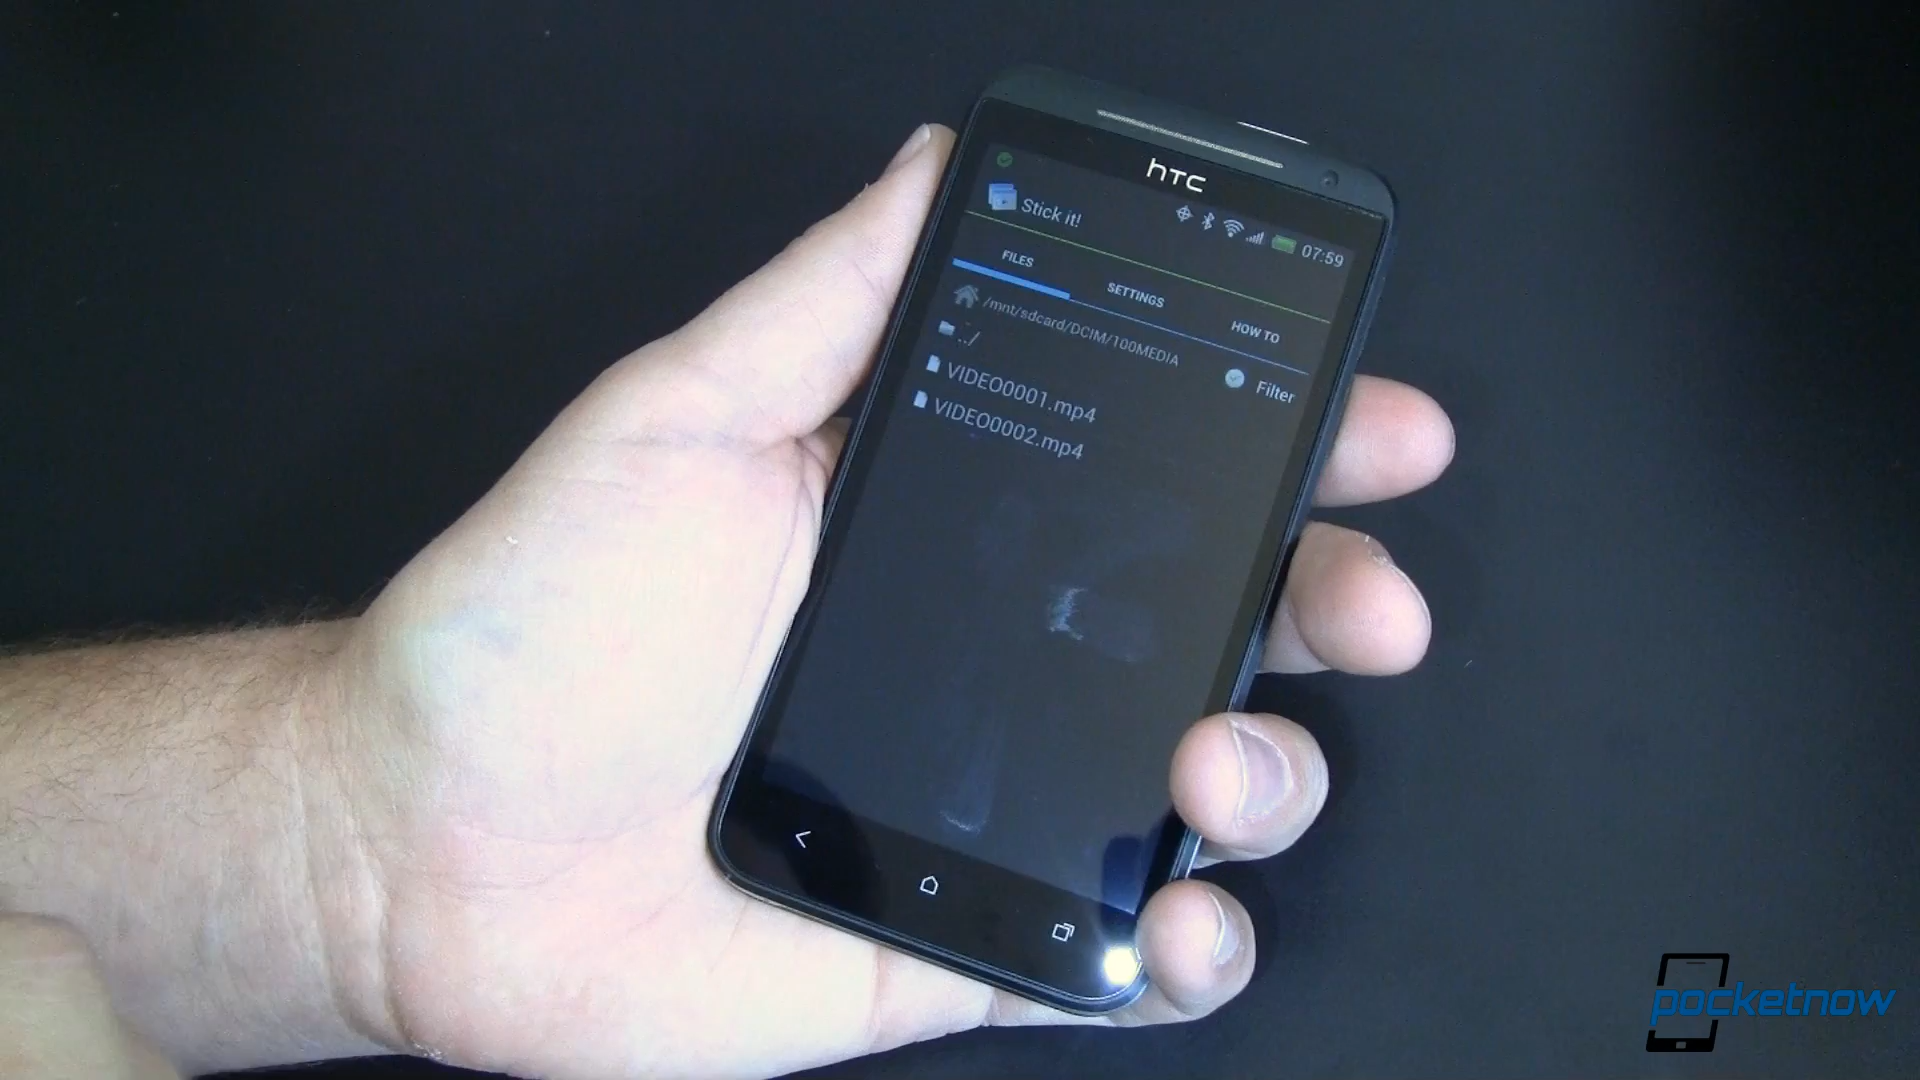 hTC
Stick it!
07:59
FILES
SETTINGS
HOW TO
/mnt/sdcard/DCIM/100MEDIA
../
Filter
VIDEO0001.mp4
VIDEO0002.mp4
pocketnow